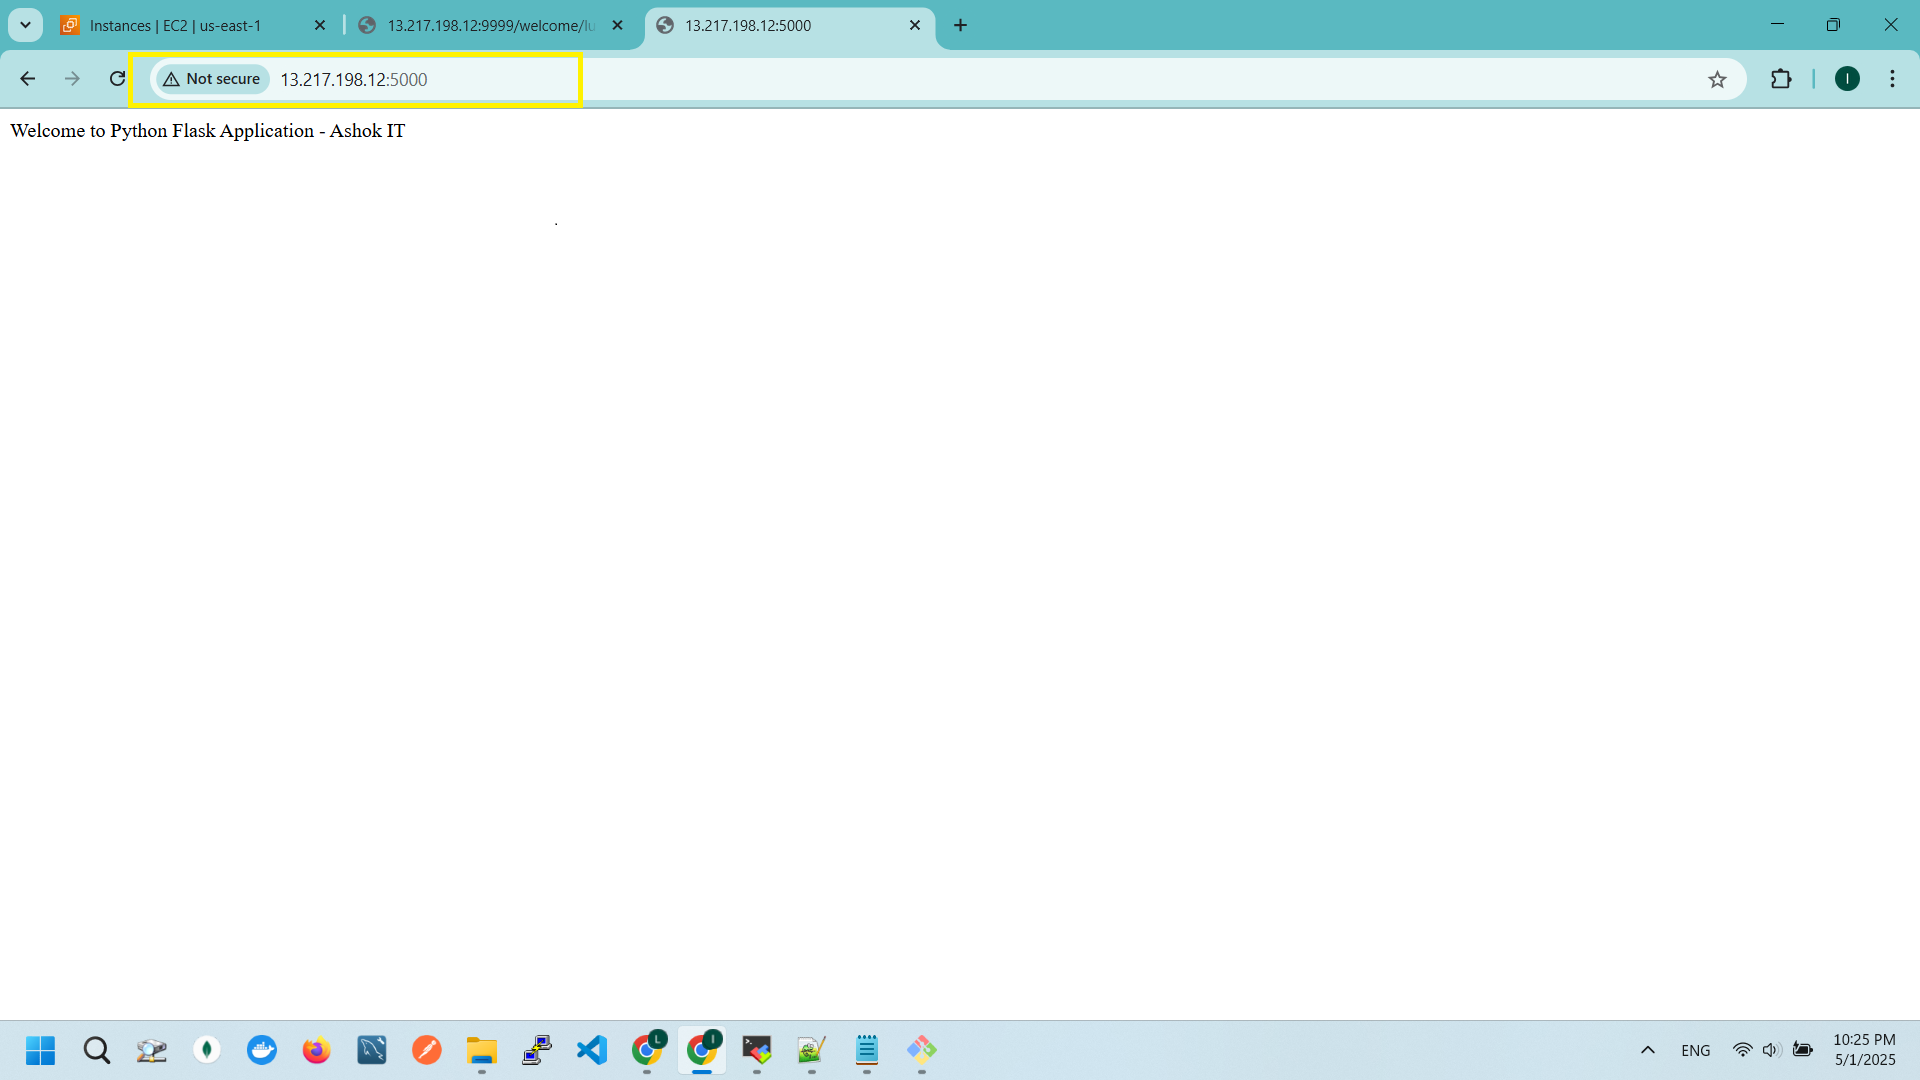 Instances | EC2 | us-east-1
13.217.198.12:9999/welcome/lu
13.217.198.12:5000
Not secure
13.217.198.12:5000
I
Welcome to Python Flask Application - Ashok IT
L
I
ENG
10:25 PM
5/1/2025